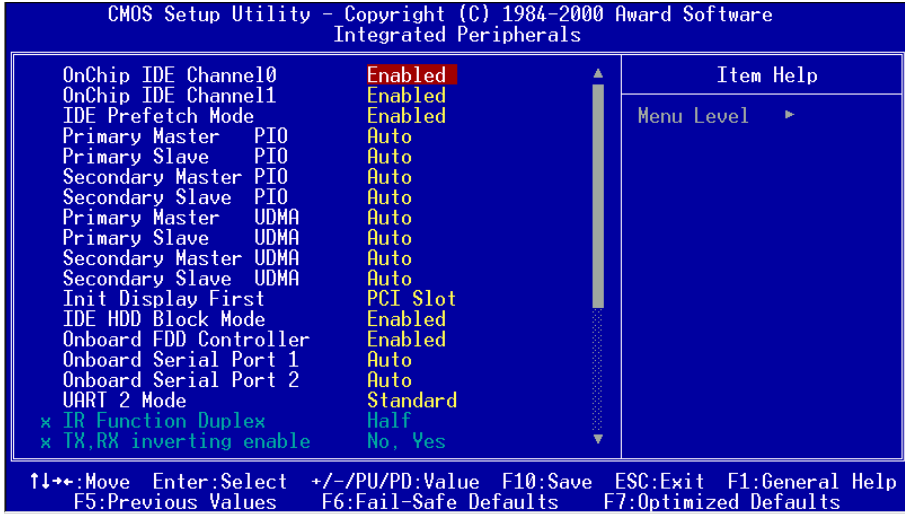 CMOS Setup Utility - Copyright (C) 1984-2000 Award Software
Integrated Peripherals
OnChip IDE Channel0 Enabled
OnChip IDE Channel1 Enabled
IDE Prefetch Mode Enabled
Primary Master PIO Auto
Primary Slave PIO Auto
Secondary Master PIO Auto
Secondary Slave PIO Auto
Primary Master UDMA Auto
Primary Slave UDMA Auto
Secondary Master UDMA Auto
Secondary Slave UDMA Auto
Init Display First PCI Slot
IDE HDD Block Mode Enabled
Onboard FDD Controller Enabled
Onboard Serial Port 1 Auto
Onboard Serial Port 2 Auto
UART 2 Mode Standard
x IR Function Duplex Half
x TX,RX inverting enable No, Yes
Item Help
Menu Level ►
↑↓→←:Move Enter:Select +/-/PU/PD:Value F10:Save ESC:Exit F1:General Help
F5:Previous Values F6:Fail-Safe Defaults F7:Optimized Defaults